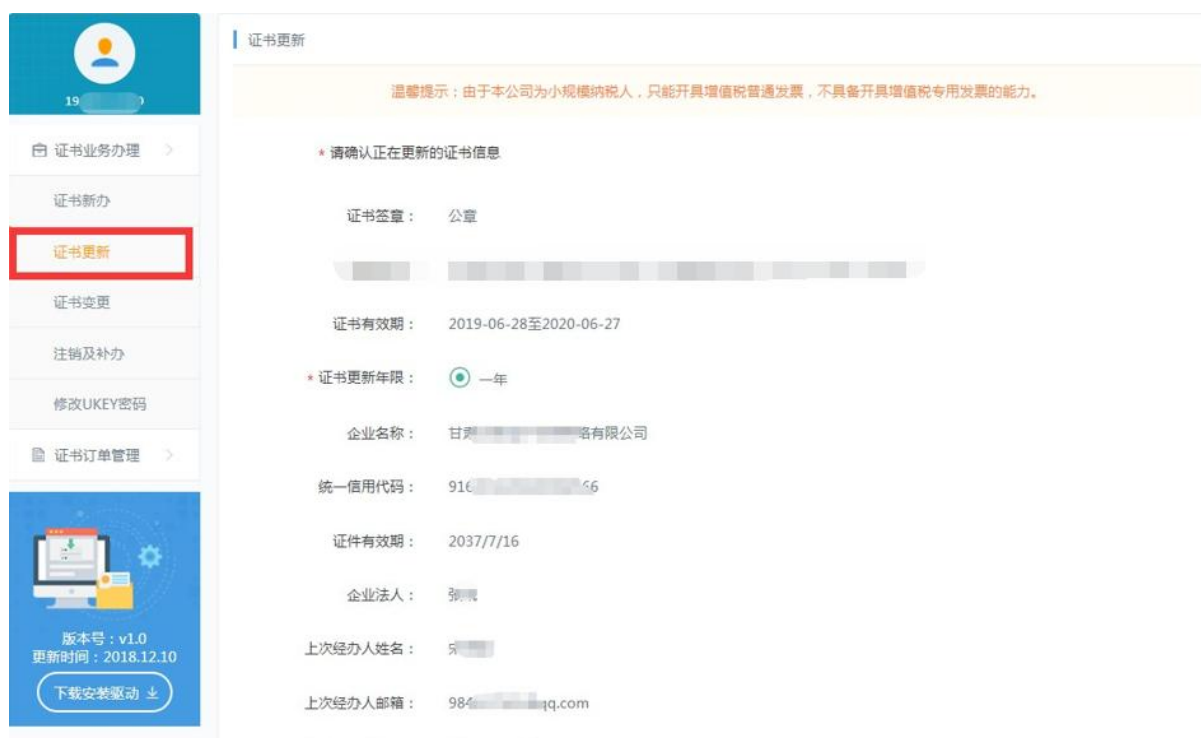 19
证书业务办理
证书新办
证书更新
证书变更
注销及补办
修改UKEY密码
证书订单管理
版本号：v1.0
更新时间：2018.12.10
下载安装驱动
证书更新
温馨提示：由于本公司为小规模纳税人，只能开具增值税普通发票，不具备开具增值税专用发票的能力。
* 请确认正在更新的证书信息
证书签章： 公章
证书有效期： 2019-06-28至2020-06-27
* 证书更新年限： 一年
企业名称： 甘肃 络有限公司
统一信用代码： 916 66
证件有效期： 2037/7/16
企业法人： 张
上次经办人姓名：
上次经办人邮箱： 984 qq.com